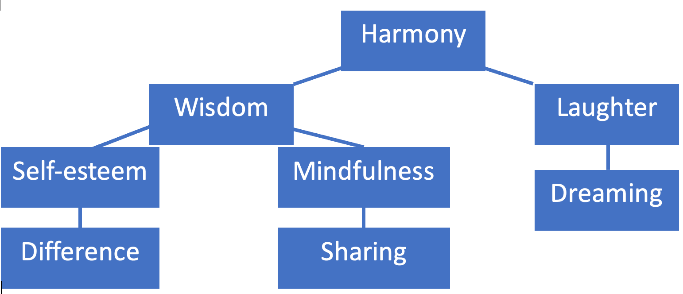 Harmony
Wisdom
Laughter
Self-esteem
Mindfulness
Dreaming
Difference
Sharing